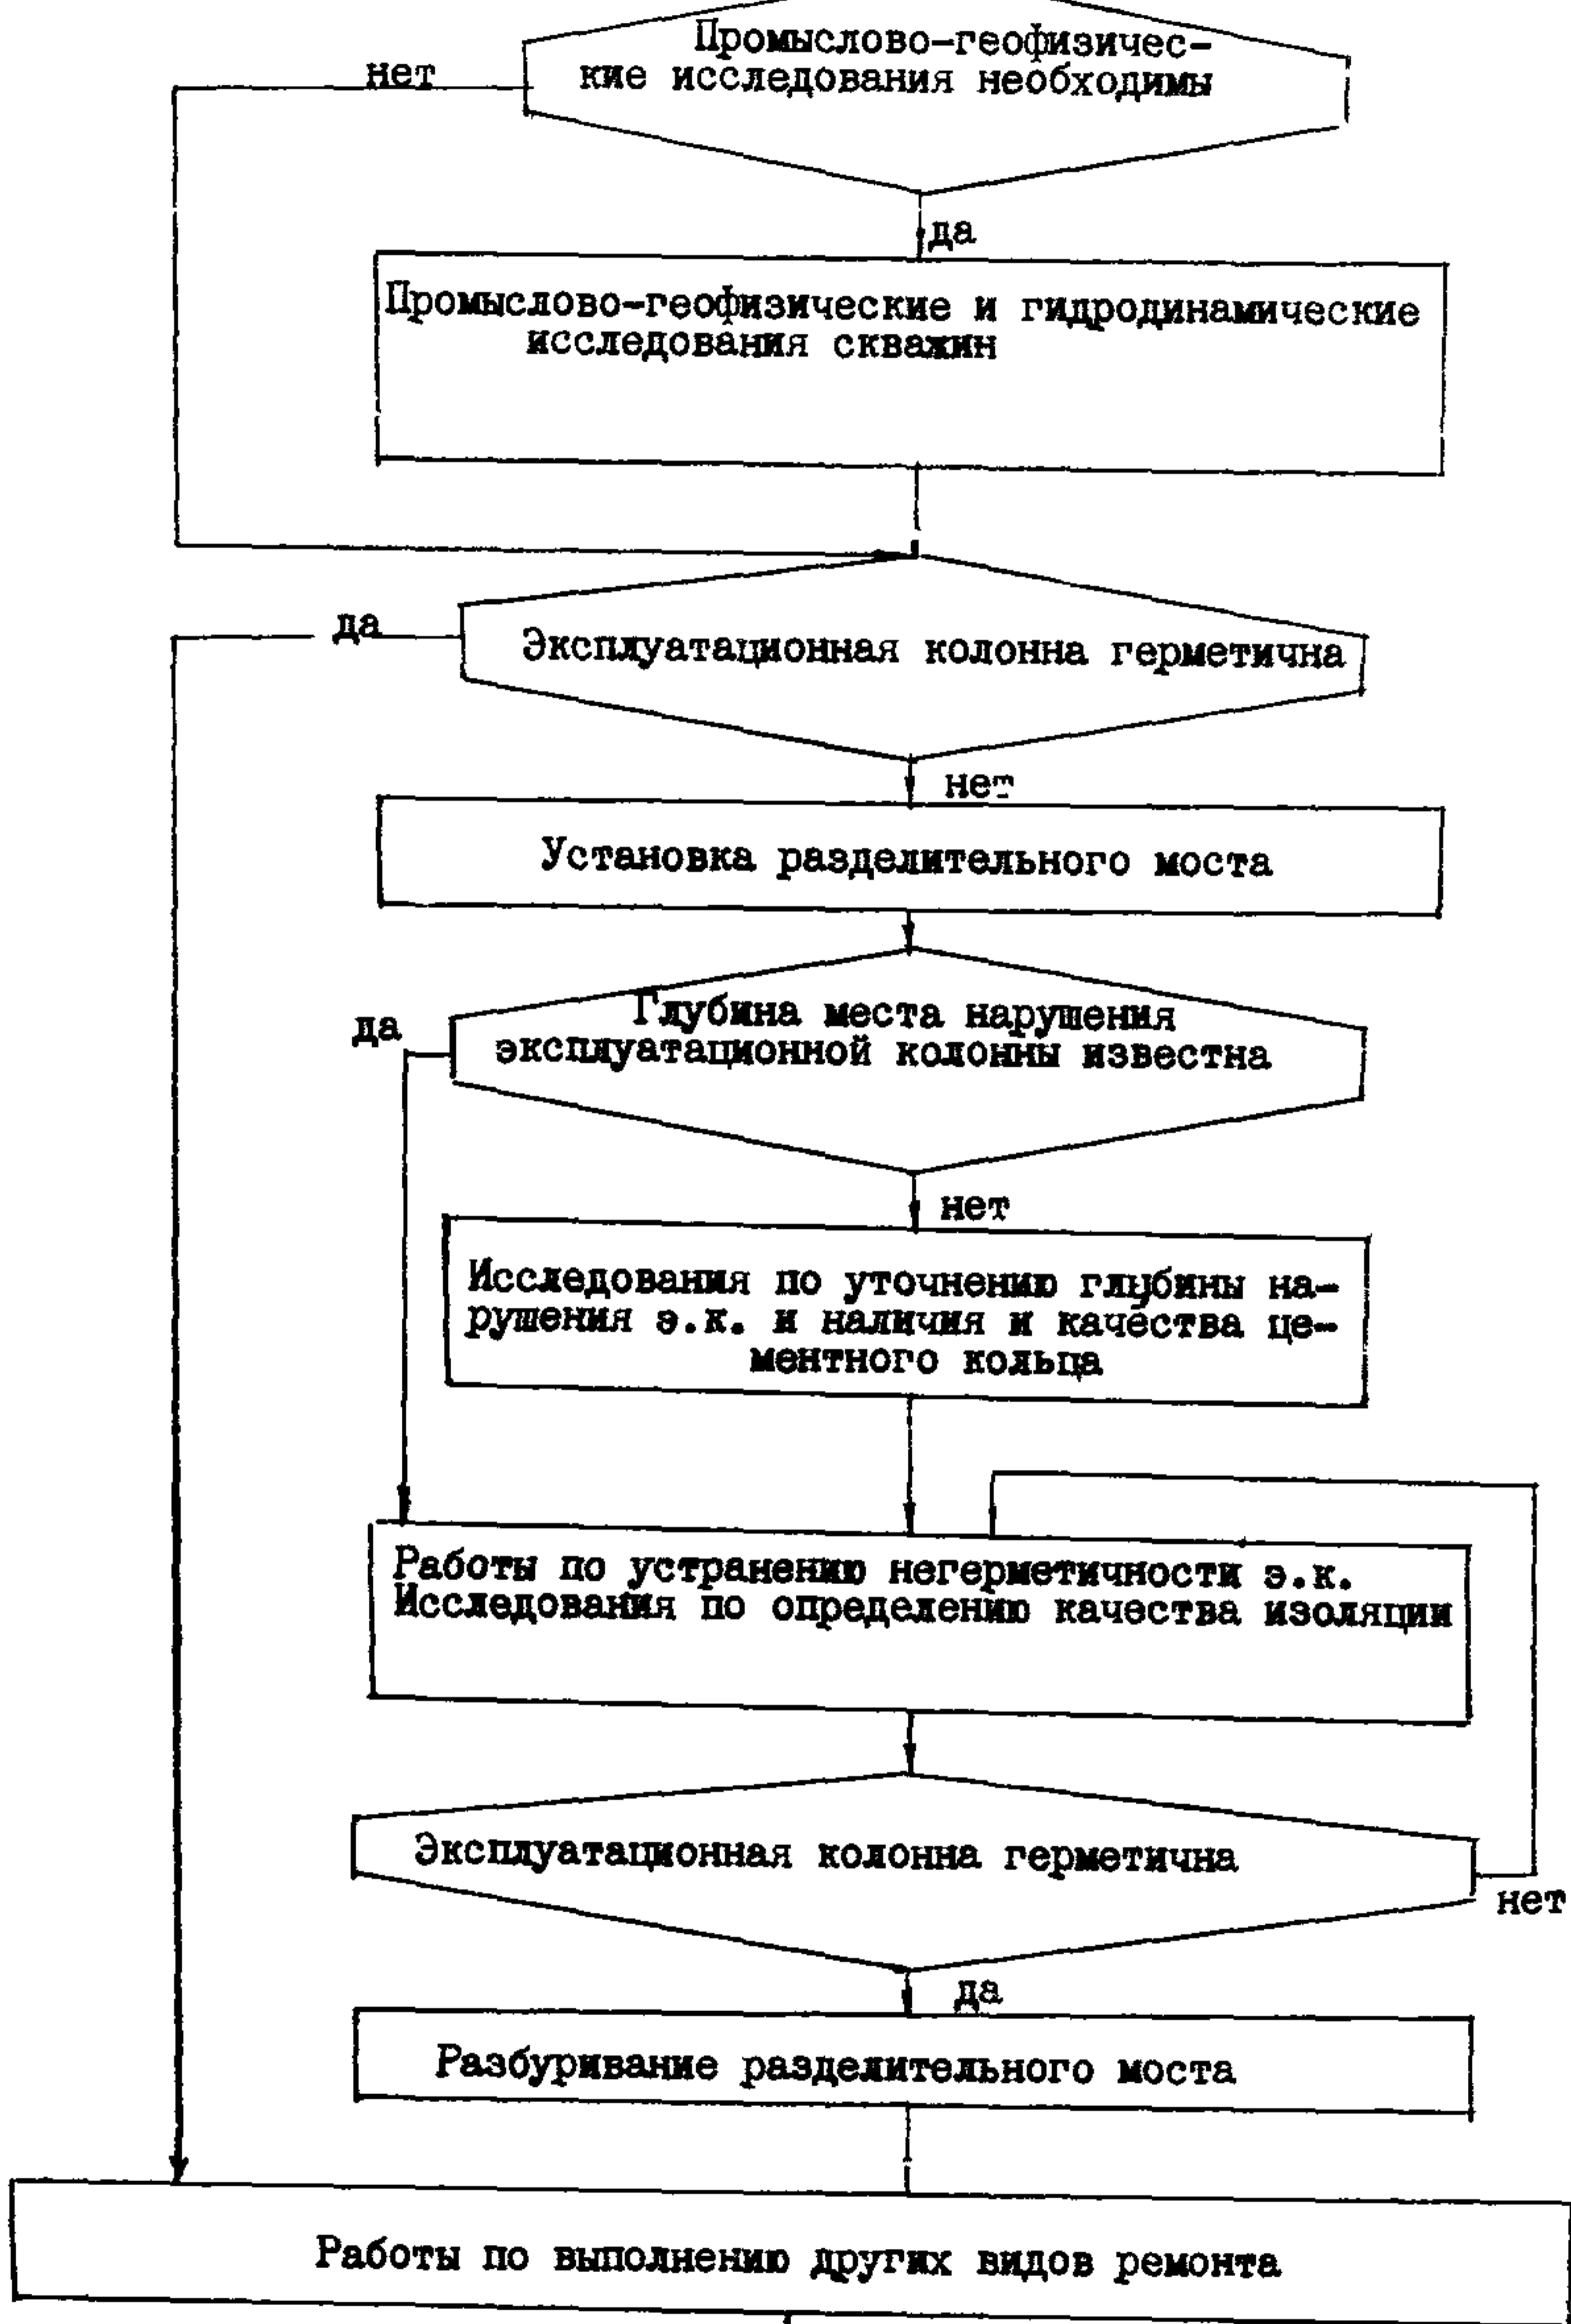 Промыслово-геофизичес-
нет
кие исследования необходимы
да
Промыслово-геофизические и гидродинамические
исследования скважин
да
Эксплуатационная колонна герметична
нет
Установка разделительного моста
Глубина места нарушения
да
эксплуатационной колонны известна
нет
Исследования по уточнению глубины на-
рушения э.к. и наличия и качества це-
ментного кольца
Работы по устранению негерметичности э.к.
Исследования по определению качества изоляции
Эксплуатационная колонна герметична
нет
да
Разбуривание разделительного моста
Работы по выполнению других видов ремонта